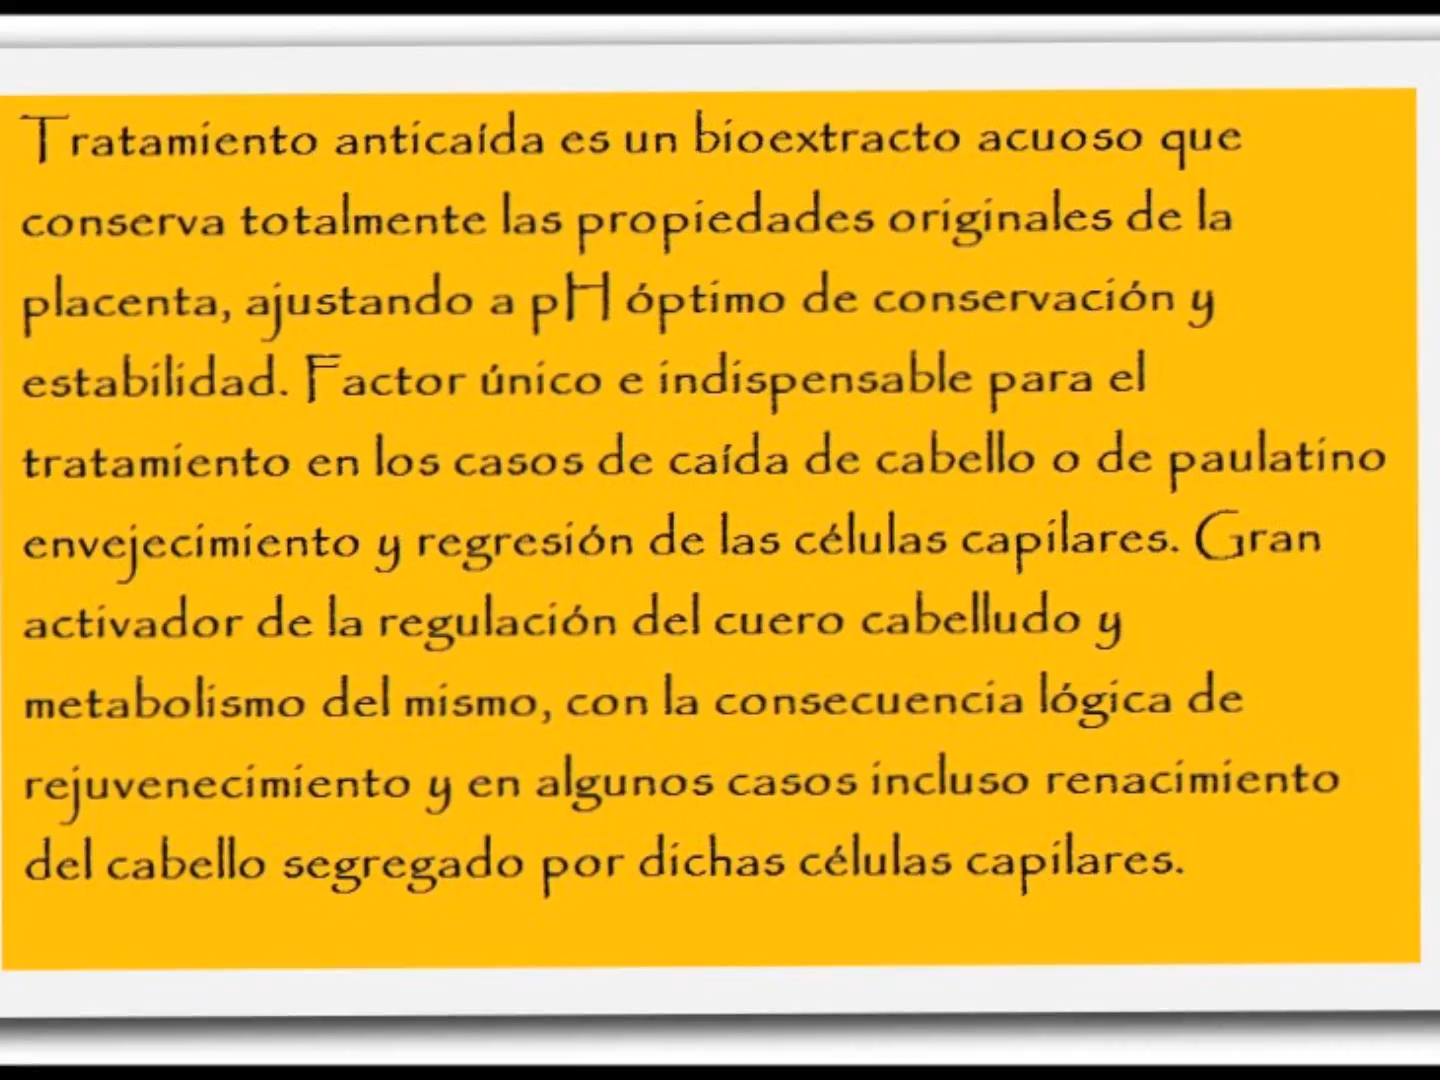 Tratamiento anticaída es un bioextracto acuoso que
conserva totalmente las propiedades originales de la
placenta, ajustando a pH óptimo de conservación y
estabilidad. Factor único e indispensable para el
tratamiento en los casos de caída de cabello o de paulatino
envejecimiento y regresión de las células capilares. Gran
activador de la regulación del cuero cabelludo y
metabolismo del mismo, con la consecuencia lógica de
rejuvenecimiento y en algunos casos incluso renacimiento
del cabello segregado por dichas células capilares.